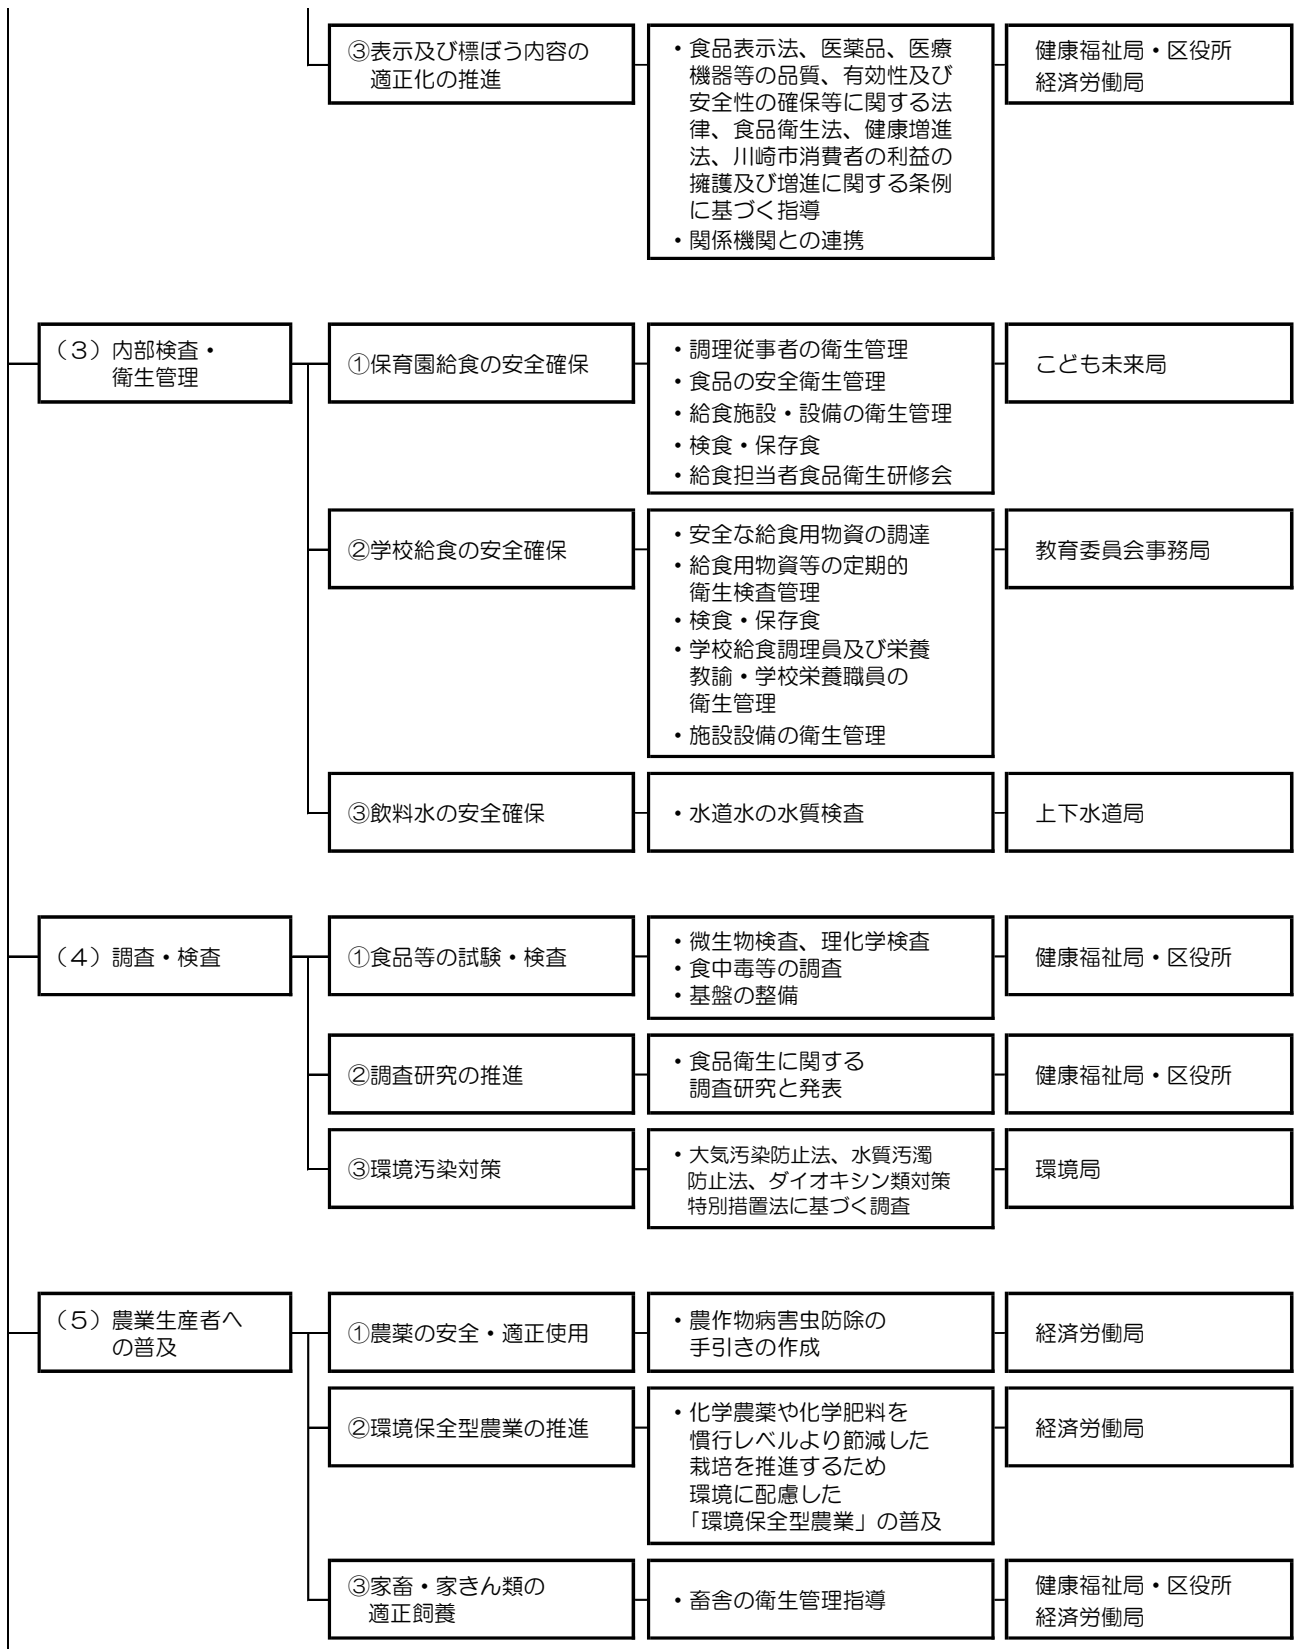 ③表示及び標ぼう内容の
適正化の推進
・食品表示法、医薬品、医療
機器等の品質、有効性及び
安全性の確保等に関する法
律、食品衛生法、健康増進
法、川崎市消費者の利益の
擁護及び増進に関する条例
に基づく指導
・関係機関との連携
健康福祉局・区役所
経済労働局
（３）内部検査・
衛生管理
①保育園給食の安全確保
・調理従事者の衛生管理
・食品の安全衛生管理
・給食施設・設備の衛生管理
・検食・保存食
・給食担当者食品衛生研修会
こども未来局
②学校給食の安全確保
・安全な給食用物資の調達
・給食用物資等の定期的
衛生検査管理
・検食・保存食
・学校給食調理員及び栄養
教諭・学校栄養職員の
衛生管理
・施設設備の衛生管理
教育委員会事務局
③飲料水の安全確保
・水道水の水質検査
上下水道局
（４）調査・検査
①食品等の試験・検査
・微生物検査、理化学検査
・食中毒等の調査
・基盤の整備
健康福祉局・区役所
②調査研究の推進
・食品衛生に関する
調査研究と発表
健康福祉局・区役所
③環境汚染対策
・大気汚染防止法、水質汚濁
防止法、ダイオキシン類対策
特別措置法に基づく調査
環境局
（５）農業生産者へ
の普及
①農薬の安全・適正使用
・農作物病害虫防除の
手引きの作成
経済労働局
②環境保全型農業の推進
・化学農薬や化学肥料を
慣行レベルより節減した
栽培を推進するため
環境に配慮した
「環境保全型農業」の普及
経済労働局
③家畜・家きん類の
適正飼養
・畜舎の衛生管理指導
健康福祉局・区役所
経済労働局